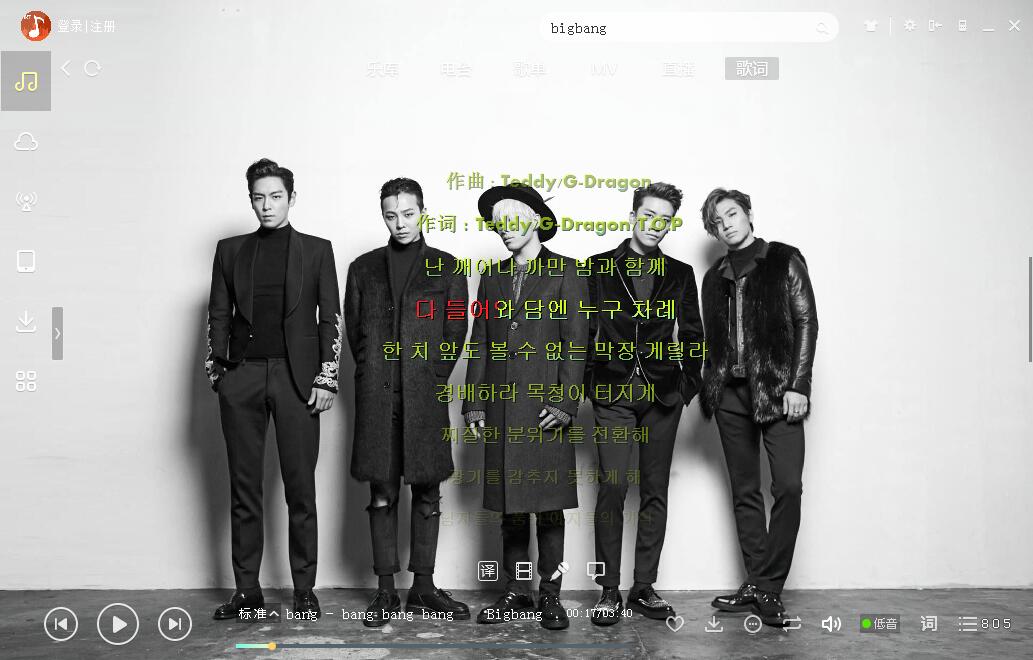 登录|注册
bigbang
乐库 电台 歌单 MV 直播 歌词
作曲 : Teddy/G-Dragon
作词 : Teddy/G-Dragon/T.O.P
난 깨어나 까만 밤과 함께
다 들어와 담엔 누구 차례
한 치 앞도 볼 수 없는 막장 게릴라
경배하라 목청이 터지게
찌질한 분위기를 전환해
광기를 감추지 못하게 해
译
标准 bang - bang bang bang Bigbang 00:17/03:40
低音 词 805